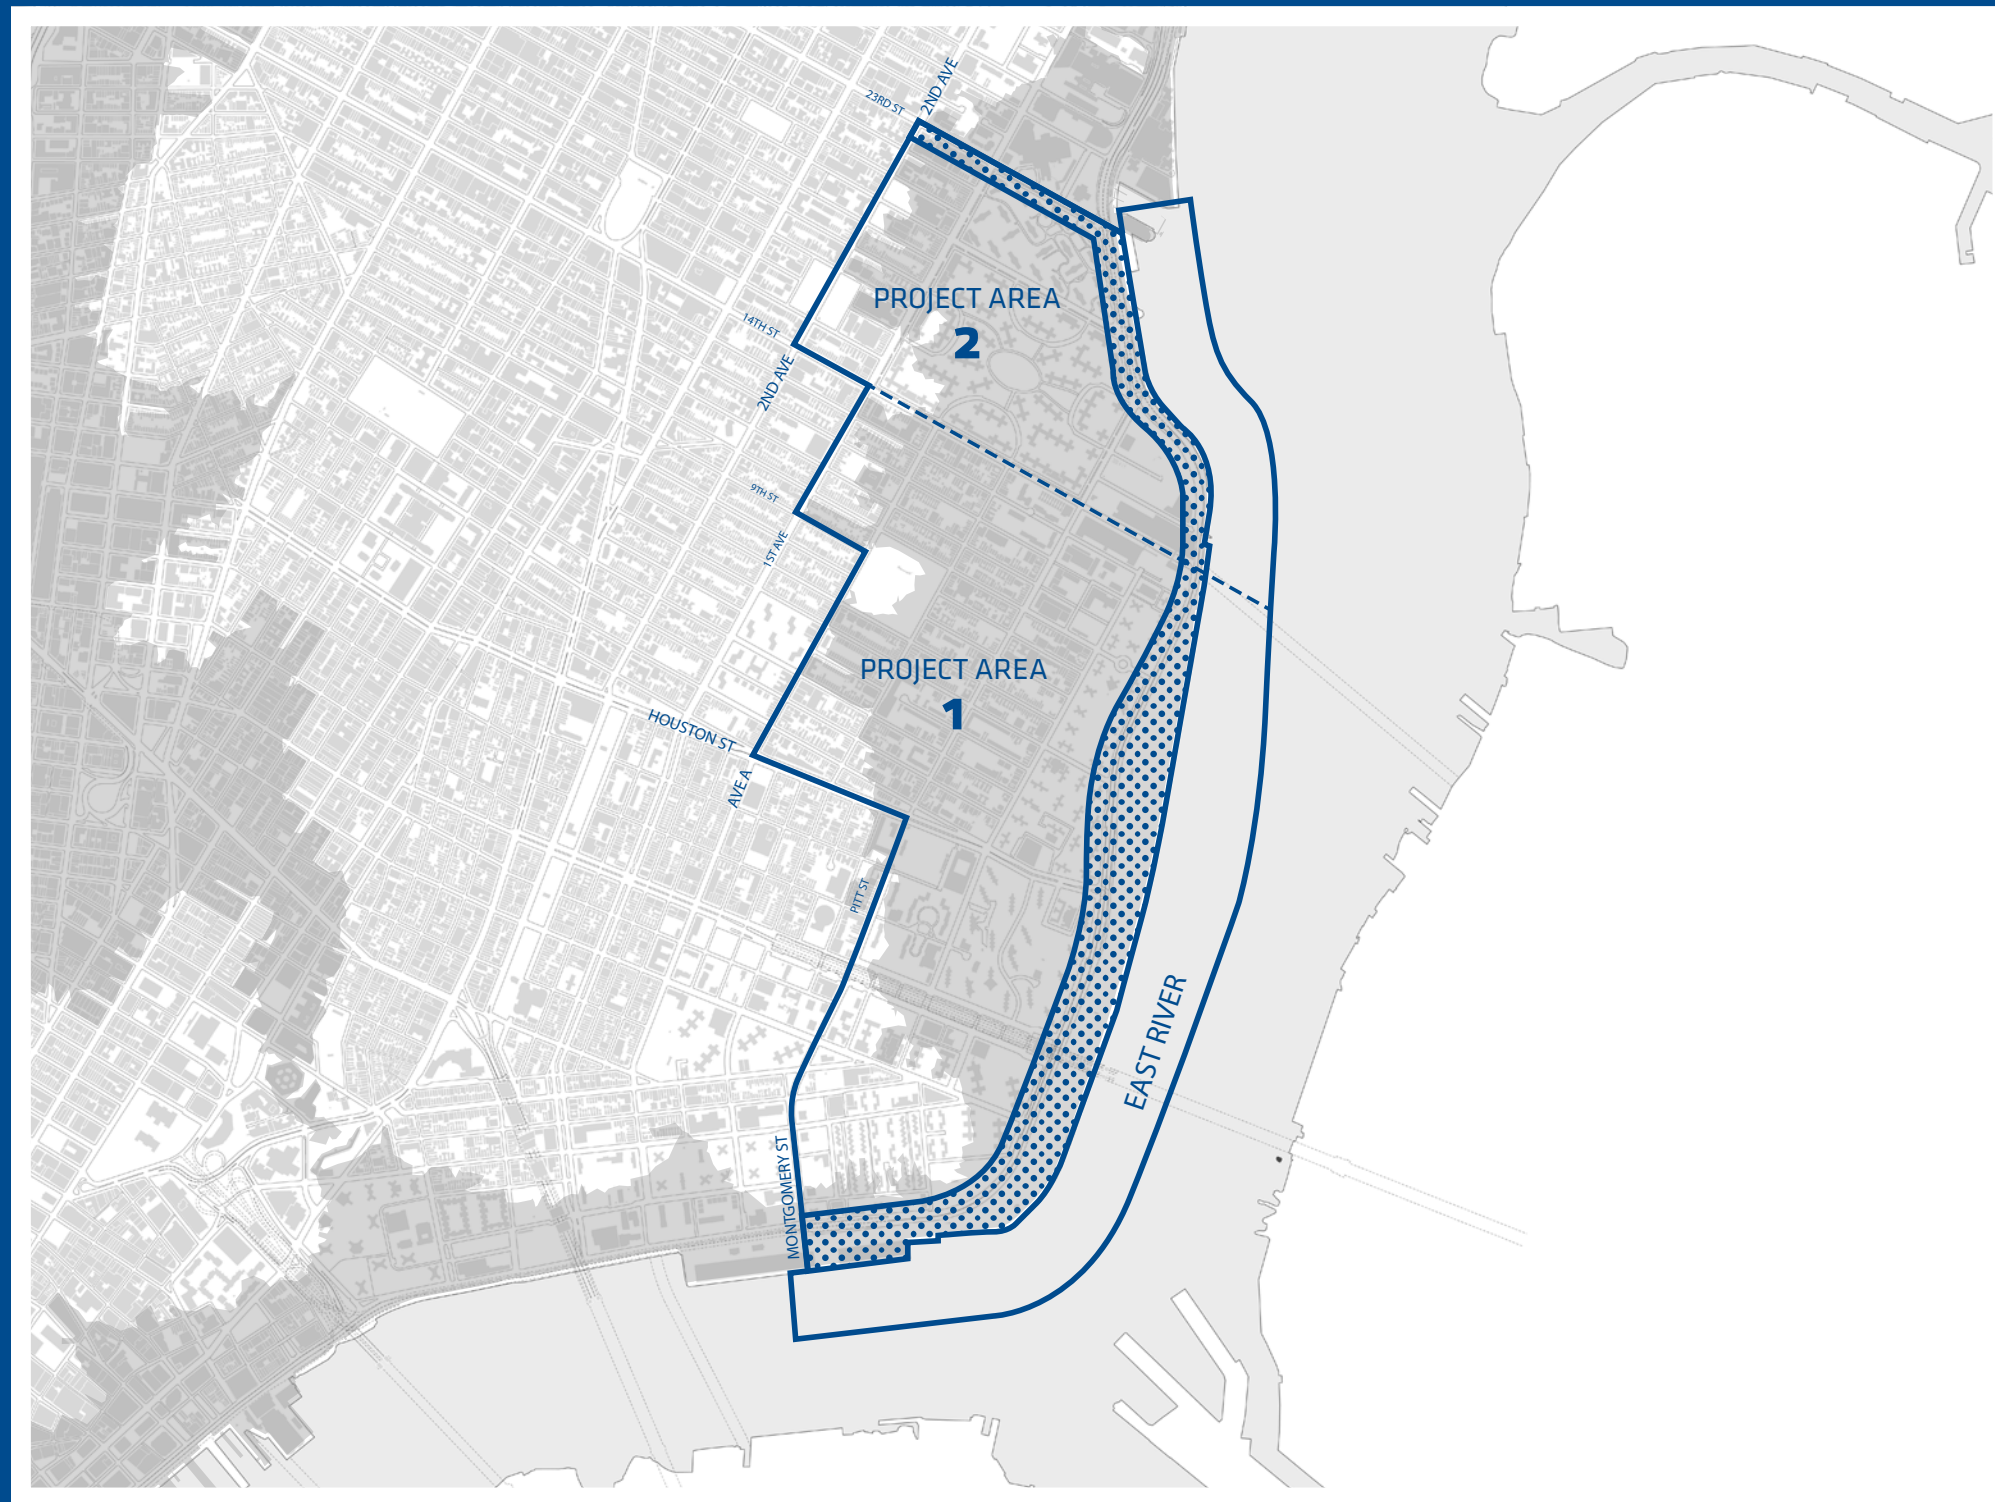 2ND AVE
23RD ST
PROJECT AREA
2
14TH ST
2ND AVE
9TH ST
1ST AVE
PROJECT AREA
1
HOUSTON ST
AVE A
PITT ST
EAST RIVER
MONTGOMERY ST